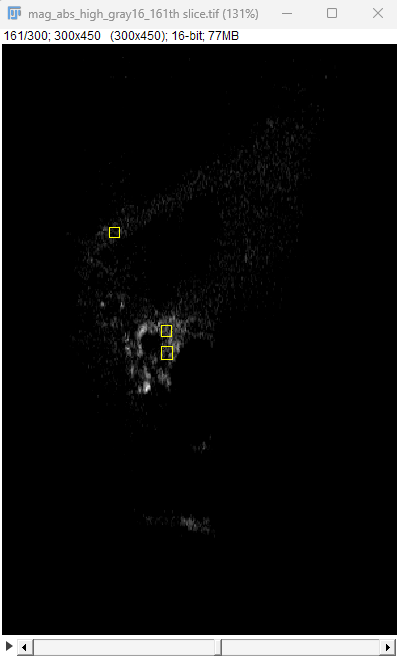 mag_abs_high_gray16_161th slice.tif (131%)
161/300; 300x450 (300x450); 16-bit; 77MB